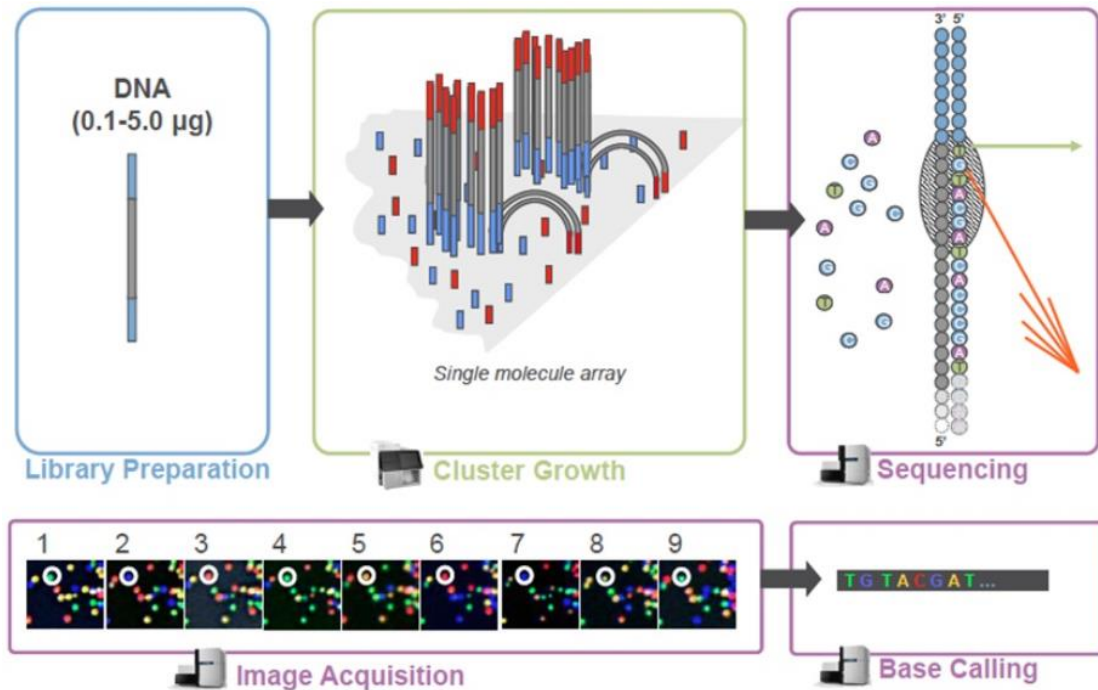 DNA
(0.1-5.0 µg)
Library Preparation
Single molecule array
Cluster Growth
3' 5'
A
C
G
T
G
C
A
G
A
T
G
C
T
G
T
A
C
G
A
T
C
A
C
C
C
G
A
T
5'
Sequencing
1 2 3 4 5 6 7 8 9
Image Acquisition
TGTACGAT...
Base Calling